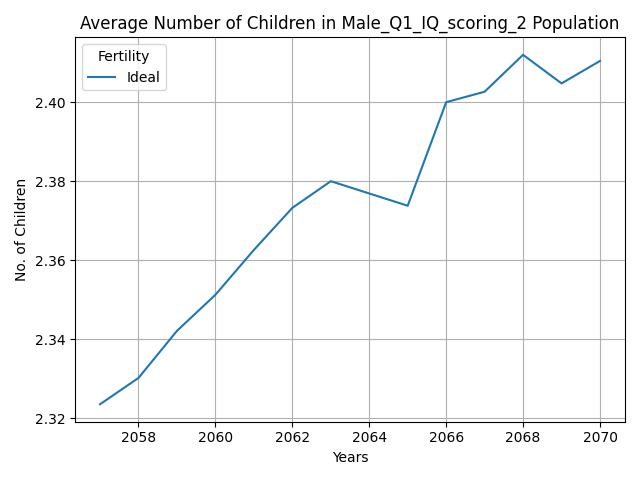 Average Number of Children in Male_Q1_IQ_scoring_2 Population
Fertility
Ideal
2.40
2.38
2.36
2.34
2.32
No. of Children
2058 2060 2062 2064 2066 2068 2070
Years